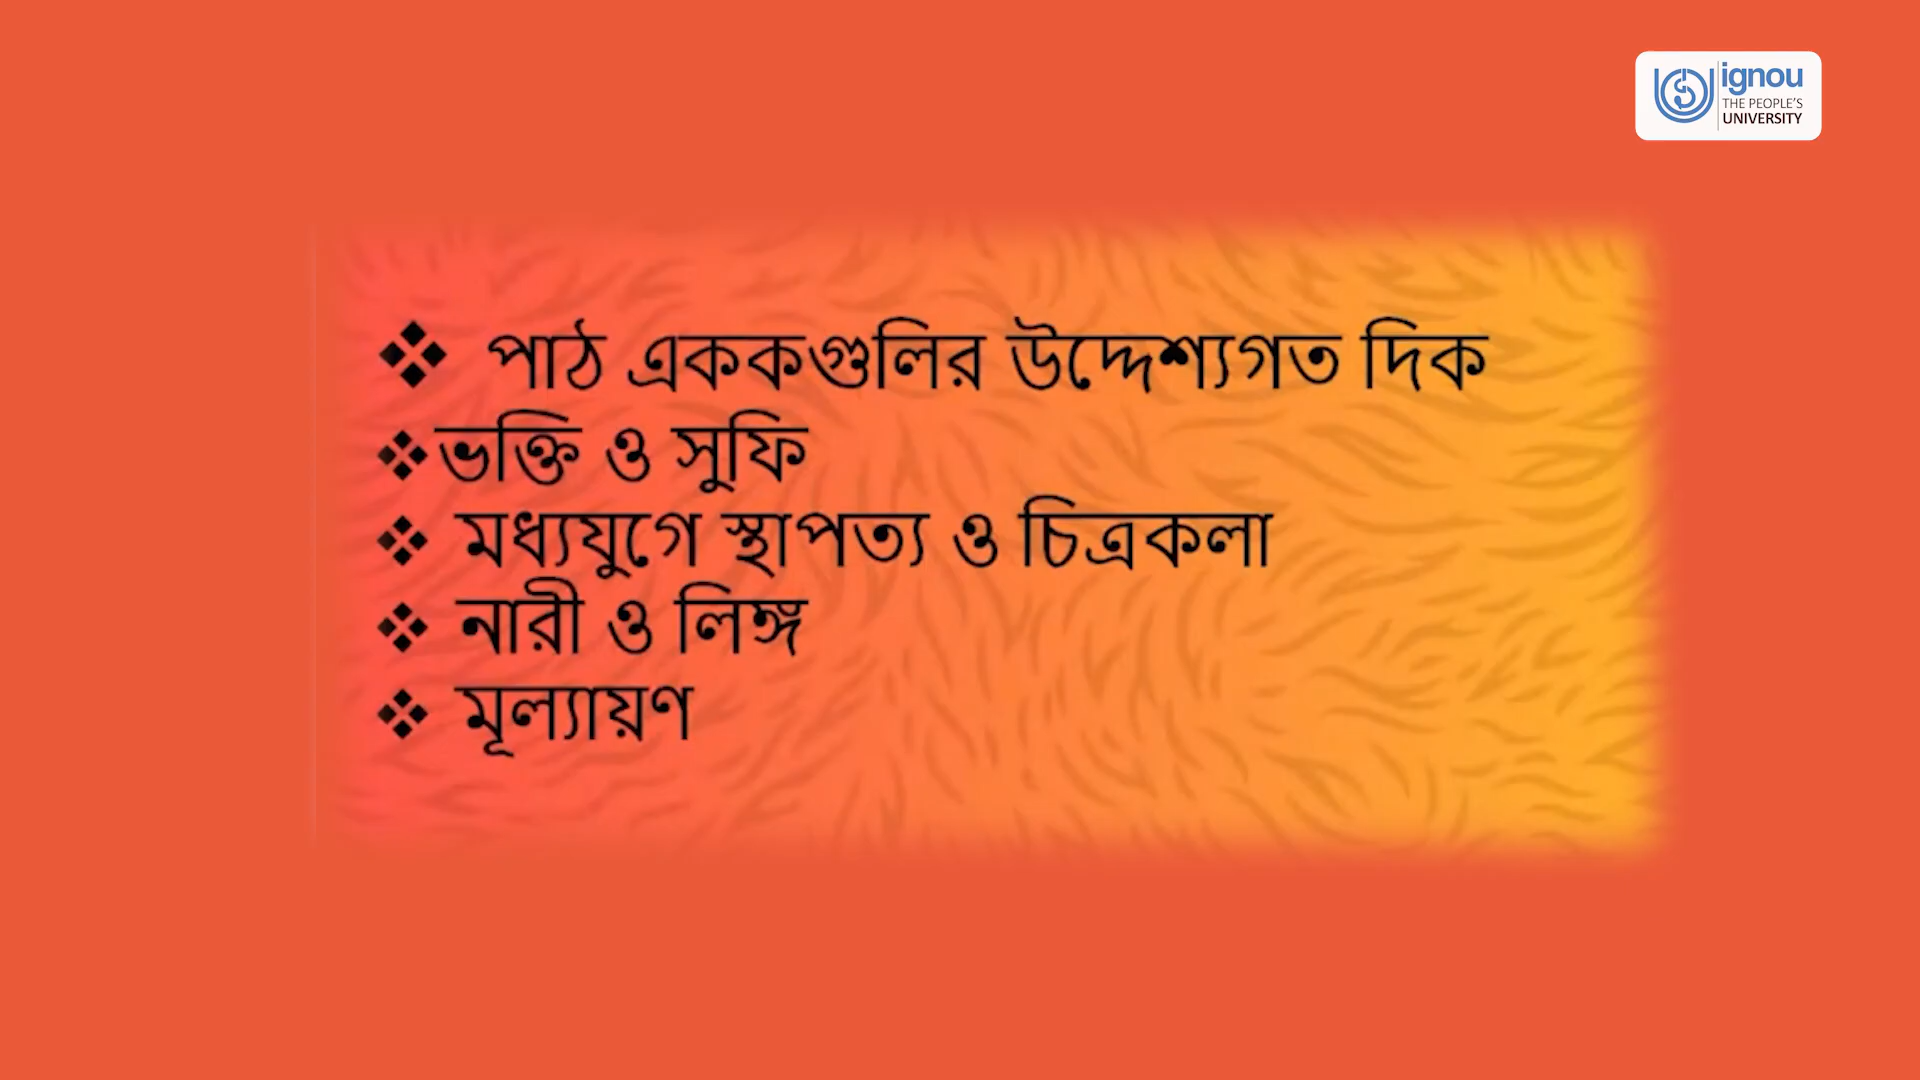 ignou
THE PEOPLE'S
UNIVERSITY
❖ পাঠ এককগুলির উদ্দেশ্যগত দিক
❖ ভক্তি ও সুফি
❖ মধ্যযুগে স্থাপত্য ও চিত্রকলা
❖ নারী ও লিঙ্গ
❖ মূল্যায়ণ